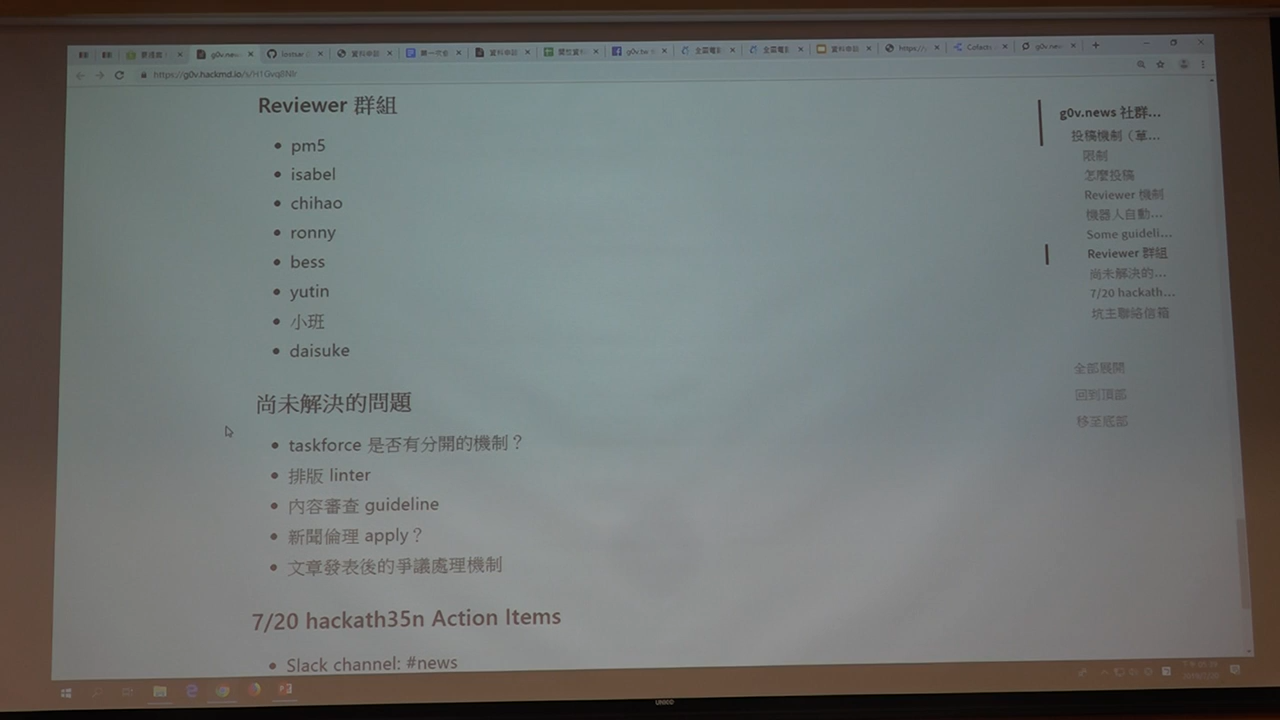 g0v.new
https://g0v.hackmd.io/s/H1Gvq8NIr
Reviewer 群組
pm5
isabel
chihao
ronny
bess
yutin
小班
daisuke
尚未解決的問題
taskforce 是否有分開的機制？
排版 linter
內容審查 guideline
新聞倫理 apply？
文章發表後的爭議處理機制
7/20 hackath35n Action Items
Slack channel: #news
g0v.news 社群...
投稿機制（草...
限制
怎麼投稿
Reviewer 機制
機器人自動...
Some guideli...
Reviewer 群組
尚未解決的...
7/20 hackath...
坑主聯絡信箱
全部展開
回到頂部
移至底部